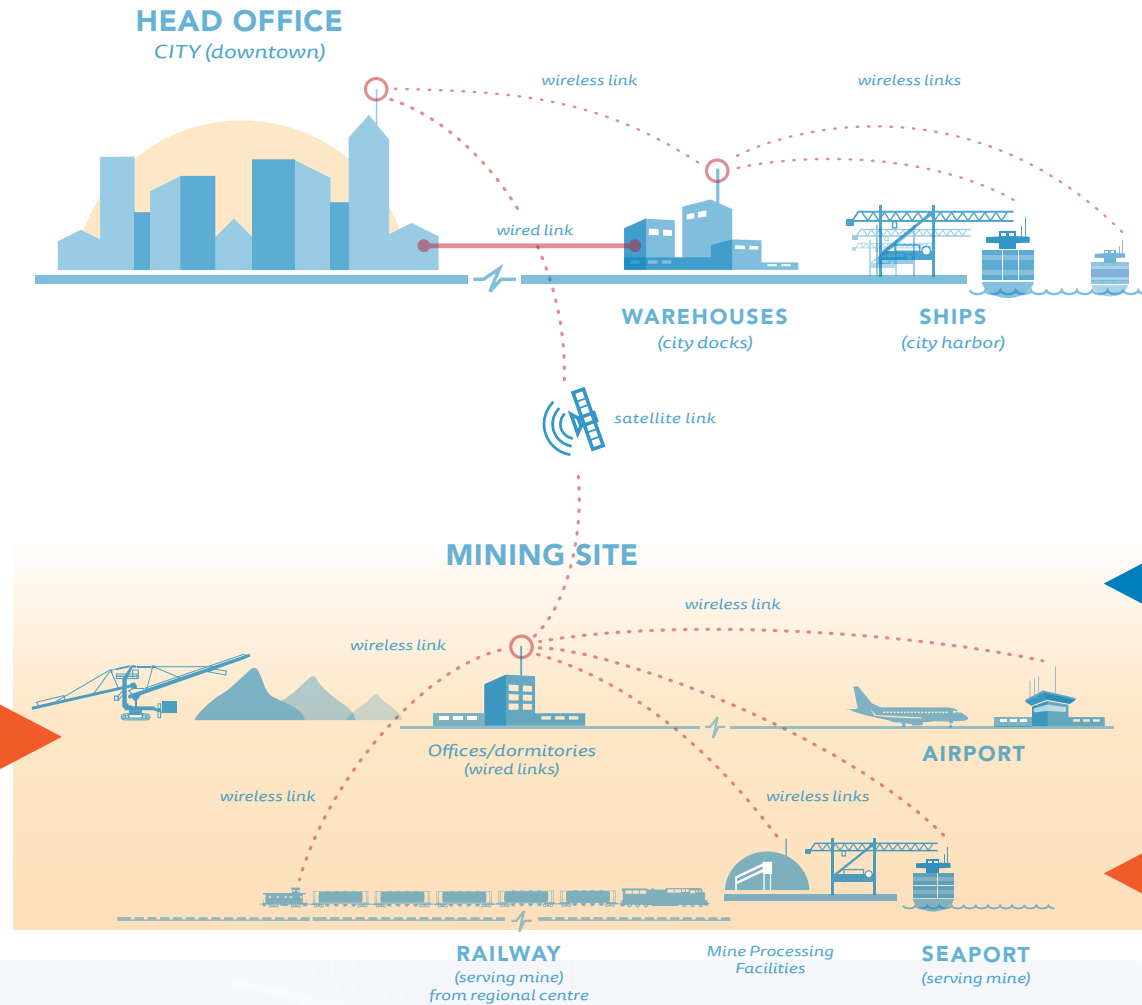 HEAD OFFICE
CITY (downtown)
wireless link
wireless links
wired link
WAREHOUSES
(city docks)
SHIPS
(city harbor)
satellite link
MINING SITE
wireless link
wireless link
Offices/dormitories
(wired links)
AIRPORT
wireless link
wireless links
RAILWAY
(serving mine)
from regional centre
Mine Processing
Facilities
SEAPORT
(serving mine)